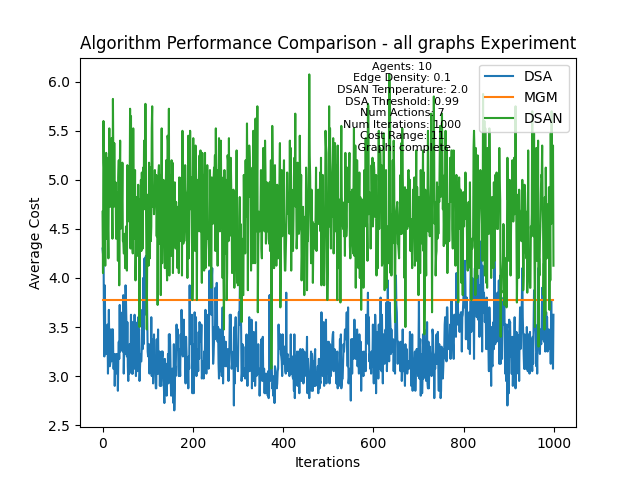 Algorithm Performance Comparison - all graphs Experiment
Agents: 10
Edge Density: 0.1
DSAN Temperature: 2.0
DSA Threshold: 0.99
Num Actions: 7
Num Iterations: 1000
Cost Range: 11
Graph: complete
DSA
MGM
DSAN
6.0
5.5
5.0
4.5
4.0
3.5
3.0
2.5
Average Cost
0
200
400
600
800
1000
Iterations